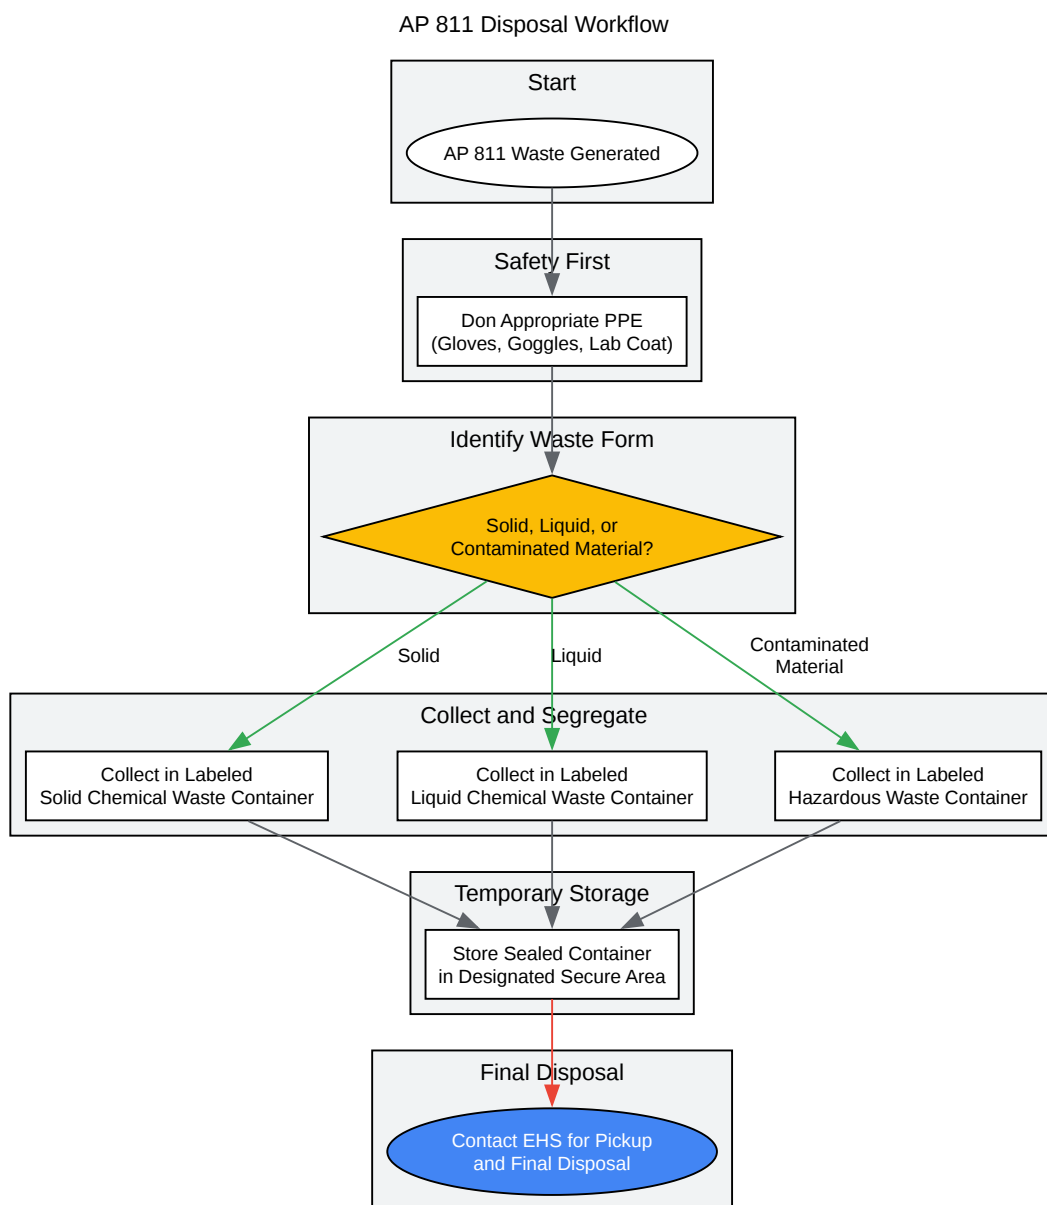 AP 811 Disposal Workflow
Start
AP 811 Waste Generated
Safety First
Don Appropriate PPE
(Gloves, Goggles, Lab Coat)
Identify Waste Form
Solid, Liquid, or
Contaminated Material?
Solid
Liquid
Contaminated
Material
Collect and Segregate
Collect in Labeled
Solid Chemical Waste Container
Collect in Labeled
Liquid Chemical Waste Container
Collect in Labeled
Hazardous Waste Container
Temporary Storage
Store Sealed Container
in Designated Secure Area
Final Disposal
Contact EHS for Pickup
and Final Disposal